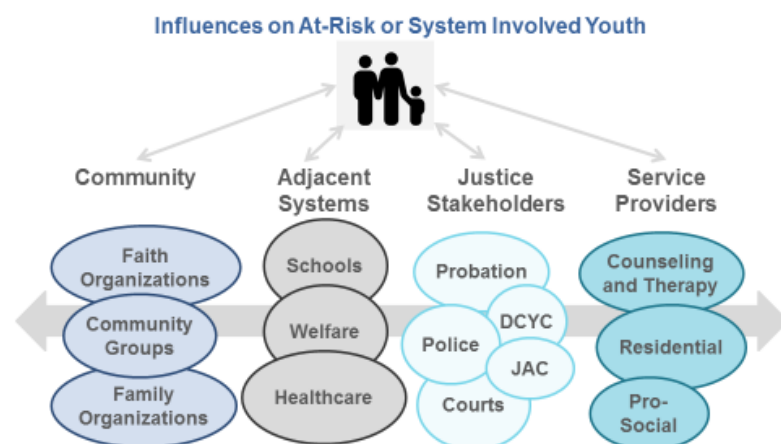 Influences on At-Risk or System Involved Youth
Community
Adjacent
Systems
Justice
Stakeholders
Service
Providers
Faith
Organizations
Community
Groups
Family
Organizations
Schools
Welfare
Healthcare
Probation
DCYC
Police
JAC
Courts
Counseling
and Therapy
Residential
Pro-
Social